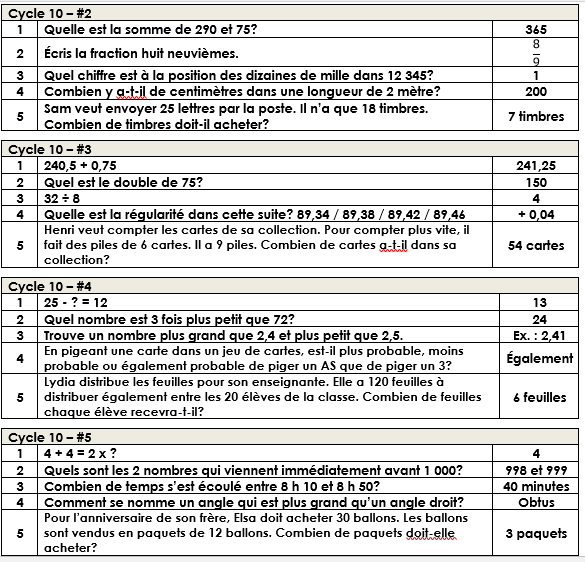 Cycle 10 – #2
1 Quelle est la somme de 290 et 75? 365
2 Écris la fraction huit neuvièmes. 8/9
3 Quel chiffre est à la position des dizaines de mille dans 12 345? 1
4 Combien y a-t-il de centimètres dans une longueur de 2 mètre? 200
5 Sam veut envoyer 25 lettres par la poste. Il n'a que 18 timbres.
Combien de timbres doit-il acheter? 7 timbres
Cycle 10 – #3
1 240,5 + 0,75 241,25
2 Quel est le double de 75? 150
3 32 ÷ 8 4
4 Quelle est la régularité dans cette suite? 89,34 / 89,38 / 89,42 / 89,46 + 0,04
5 Henri veut compter les cartes de sa collection. Pour compter plus vite, il
fait des piles de 6 cartes. Il a 9 piles. Combien de cartes a-t-il dans sa
collection? 54 cartes
Cycle 10 – #4
1 25 - ? = 12 13
2 Quel nombre est 3 fois plus petit que 72? 24
3 Trouve un nombre plus grand que 2,4 et plus petit que 2,5. Ex. : 2,41
4 En pigeant une carte dans un jeu de cartes, est-il plus probable, moins
probable ou également probable de piger un AS que de piger un 3? Également
5 Lydia distribue les feuilles pour son enseignante. Elle a 120 feuilles à
distribuer également entre les 20 élèves de la classe. Combien de feuilles
chaque élève recevra-t-il? 6 feuilles
Cycle 10 – #5
1 4 + 4 = 2 x ? 4
2 Quels sont les 2 nombres qui viennent immédiatement avant 1 000? 998 et 999
3 Combien de temps s'est écoulé entre 8 h 10 et 8 h 50? 40 minutes
4 Comment se nomme un angle qui est plus grand qu'un angle droit? Obtus
5 Pour l'anniversaire de son frère, Elsa doit acheter 30 ballons. Les ballons
sont vendus en paquets de 12 ballons. Combien de paquets doit-elle
acheter? 3 paquets